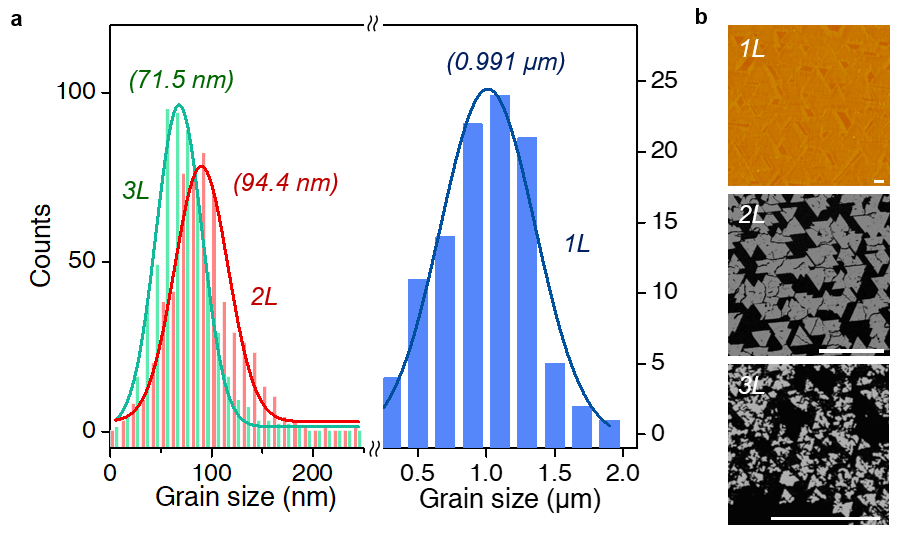 a
(71.5 nm)
3L
(94.4 nm)
2L
(0.991 μm)
1L
Counts
100
50
0
0
100
200
Grain size (nm)
25
20
15
10
5
0
0.5
1.0
1.5
2.0
Grain size (μm)
b
1L
2L
3L